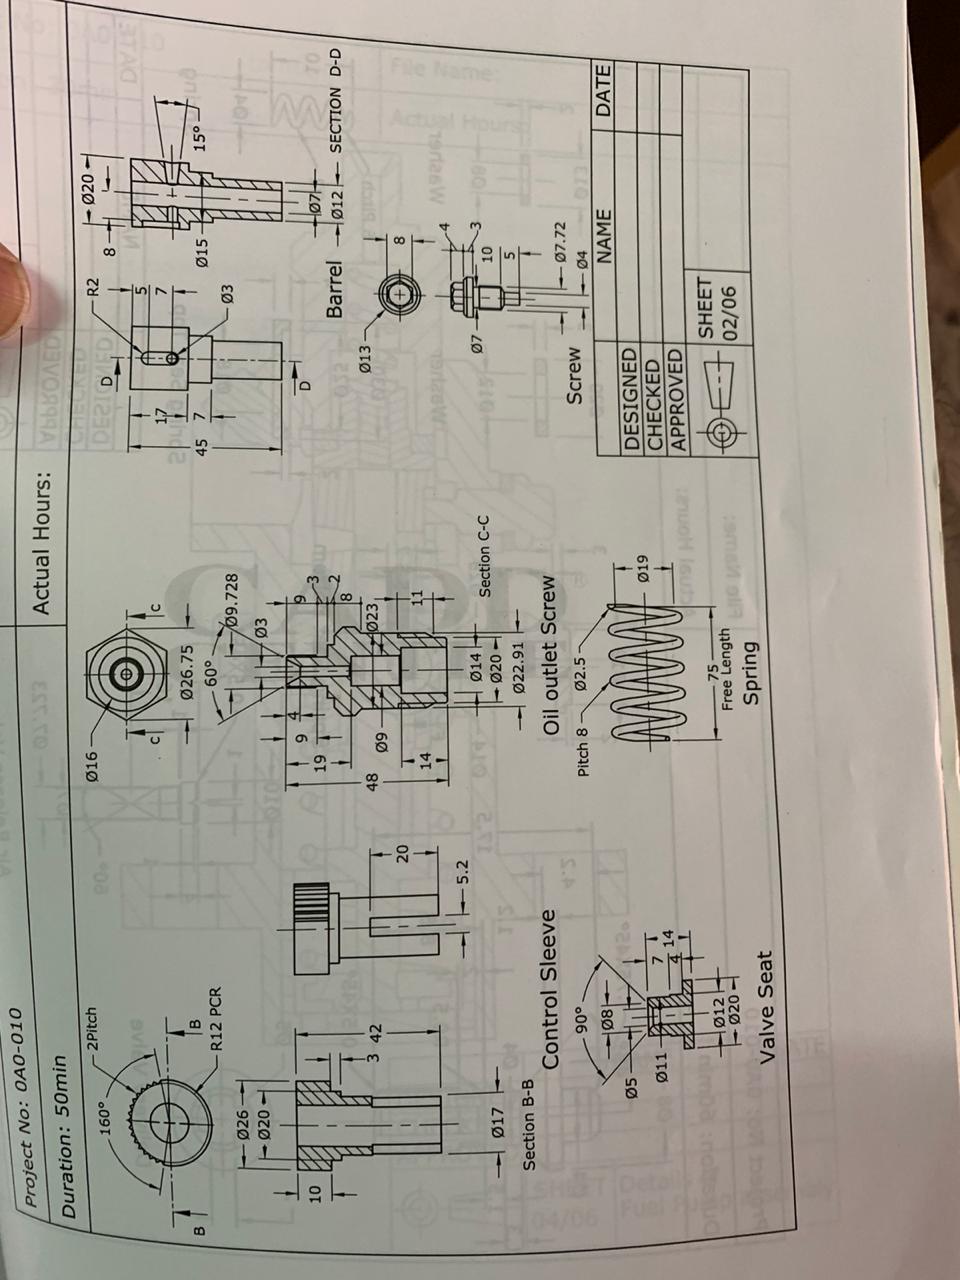 Project No: 0A0-010
Duration: 50min
Actual Hours:
160°
2Pitch
B
B
R12 PCR
Ø26
Ø20
10
3
42
Ø17
Section B-B
20
5.2
Control Sleeve
Ø16
C
C
Ø26.75
60°
Ø9.728
Ø3
9
4
9
19
3
2
8
48
Ø9
Ø23
14
11
Ø14
Ø20
Ø22.91
Section C-C
Oil outlet Screw
D
R2
5
17
7
45
7
Ø3
D
Barrel
Ø20
8
Ø15
15°
Ø7
Ø12
SECTION D-D
Ø13
8
4
Ø7
3
10
5
Ø7.72
Ø4
Screw
90°
Ø8
Ø5
Ø11
7
14
4
Ø12
Ø20
Valve Seat
Pitch 8
Ø2.5
Ø19
75
Free Length
Spring
NAME
DATE
DESIGNED
CHECKED
APPROVED
SHEET
02/06